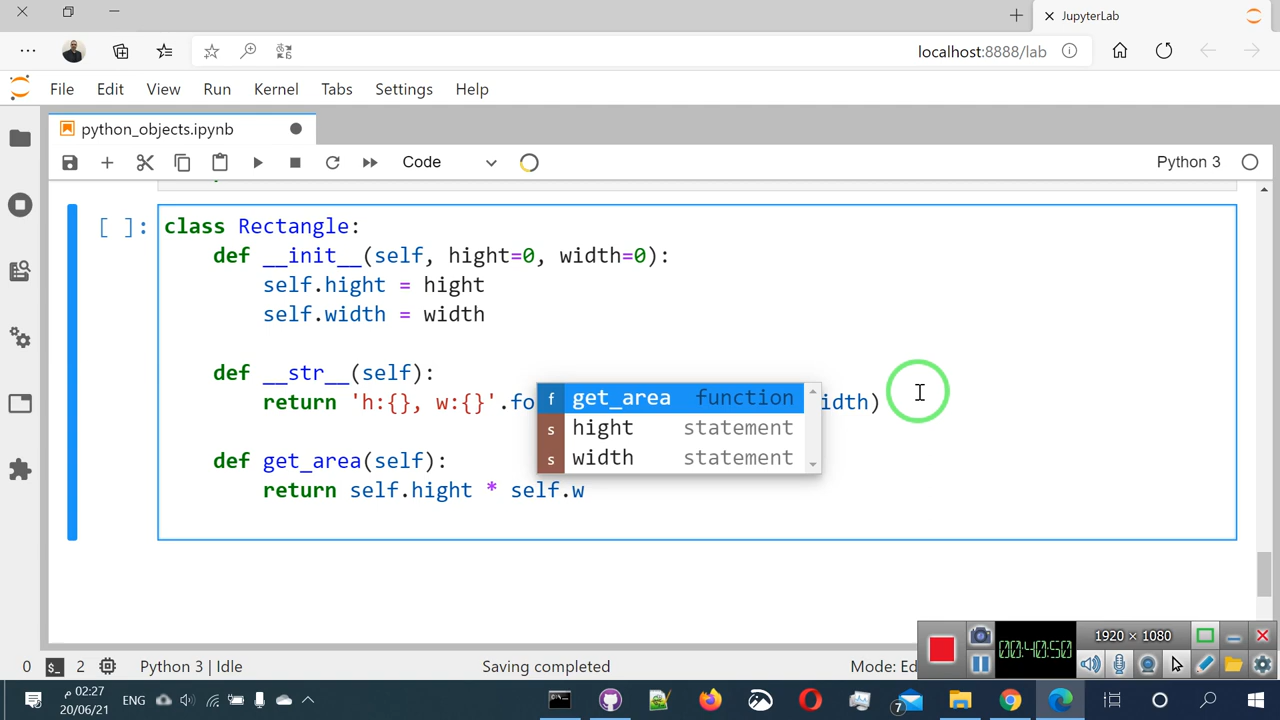 JupyterLab
localhost:8888/lab
File Edit View Run Kernel Tabs Settings Help
python_objects.ipynb
Code
Python 3
[ ]:
class Rectangle:
def __init__(self, hight=0, width=0):
self.hight = hight
self.width = width
def __str__(self):
return 'h:{}, w:{}'.fo idth)
get_area function
hight statement
width statement
def get_area(self):
return self.hight * self.w
0 2 Python 3 | Idle Saving completed Mode: Ed
1920 × 1080
00:40:50
7
ENG
02:27 م
20/06/21